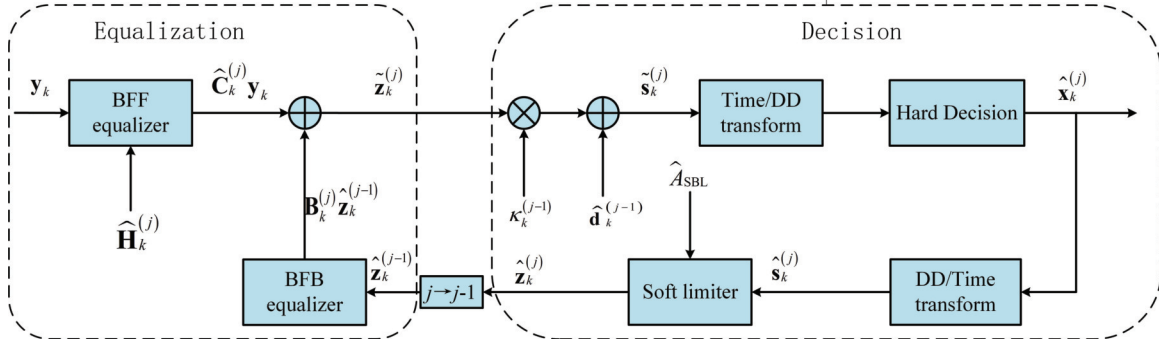 Equalization
Decision
y_k
BFF
equalizer
Ĉ_k^(j) y_k
z̃_k^(j)
s̃_k^(j)
Time/DD
transform
Hard Decision
x̂_k^(j)
Ĥ_k^(j)
B_k^(j) ẑ_k^(j-1)
κ_k^(j-1)
d̂_k^(j-1)
Â_SBL
BFB
equalizer
ẑ_k^(j-1)
j→j-1
ẑ_k^(j)
Soft limiter
ŝ_k^(j)
DD/Time
transform